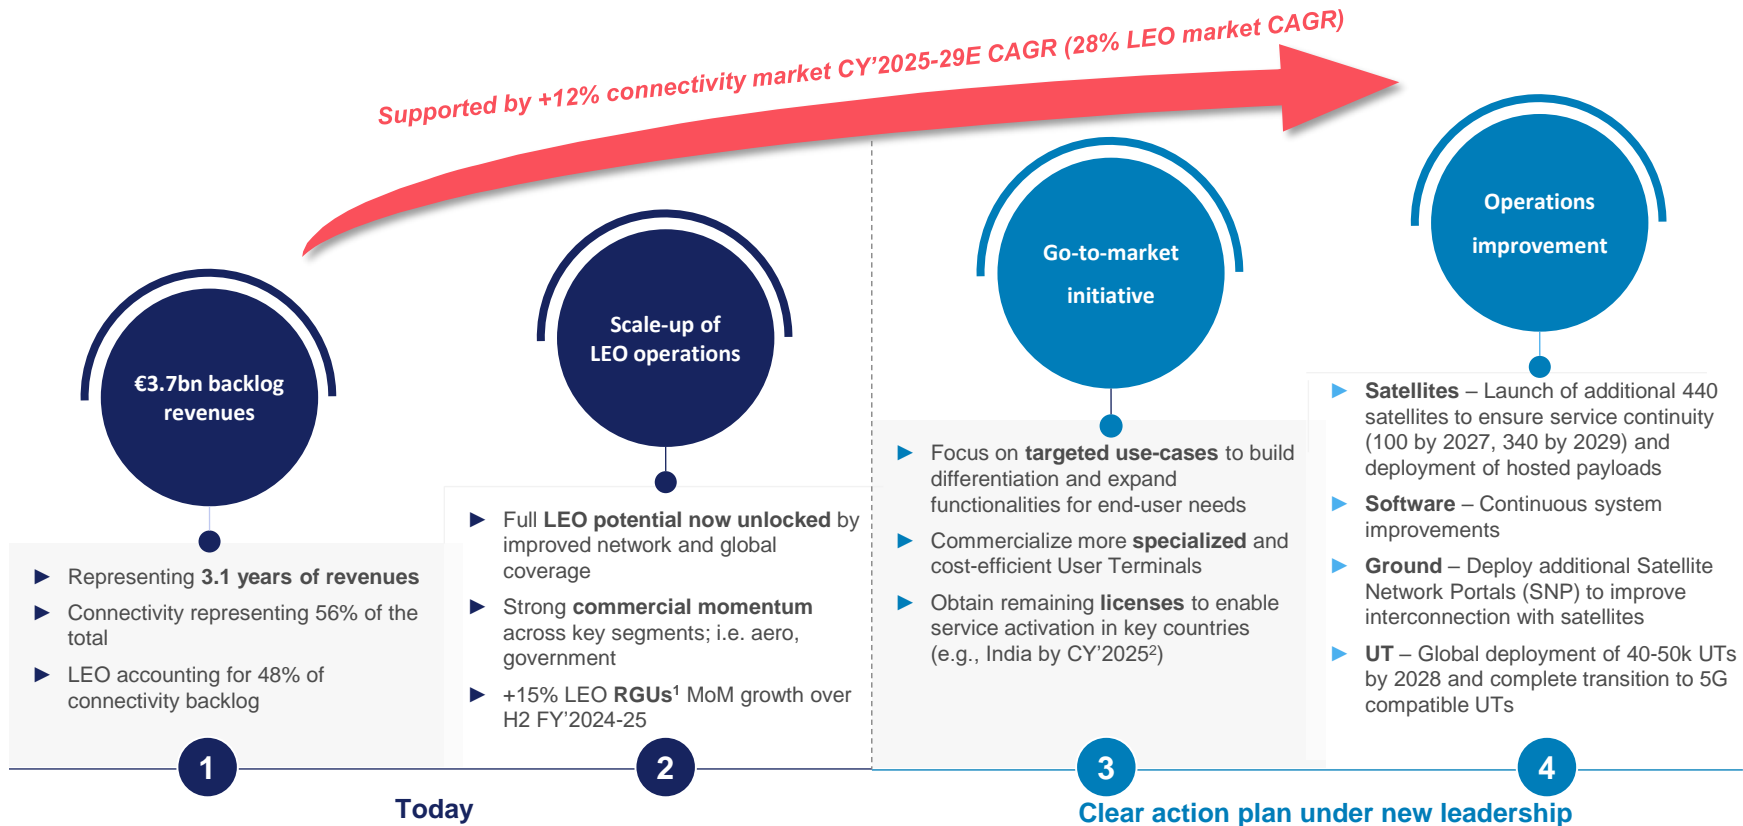 Supported by +12% connectivity market CY’2025-29E CAGR (28% LEO market CAGR)
€3.7bn backlog
revenues
► Representing 3.1 years of revenues
► Connectivity representing 56% of the
total
► LEO accounting for 48% of
connectivity backlog
1
Scale-up of
LEO operations
► Full LEO potential now unlocked by
improved network and global
coverage
► Strong commercial momentum
across key segments; i.e. aero,
government
► +15% LEO RGUs¹ MoM growth over
H2 FY’2024-25
2
Today
Go-to-market
initiative
► Focus on targeted use-cases to build
differentiation and expand
functionalities for end-user needs
► Commercialize more specialized and
cost-efficient User Terminals
► Obtain remaining licenses to enable
service activation in key countries
(e.g., India by CY’2025²)
3
Operations
improvement
► Satellites – Launch of additional 440
satellites to ensure service continuity
(100 by 2027, 340 by 2029) and
deployment of hosted payloads
► Software – Continuous system
improvements
► Ground – Deploy additional Satellite
Network Portals (SNP) to improve
interconnection with satellites
► UT – Global deployment of 40-50k UTs
by 2028 and complete transition to 5G
compatible UTs
4
Clear action plan under new leadership